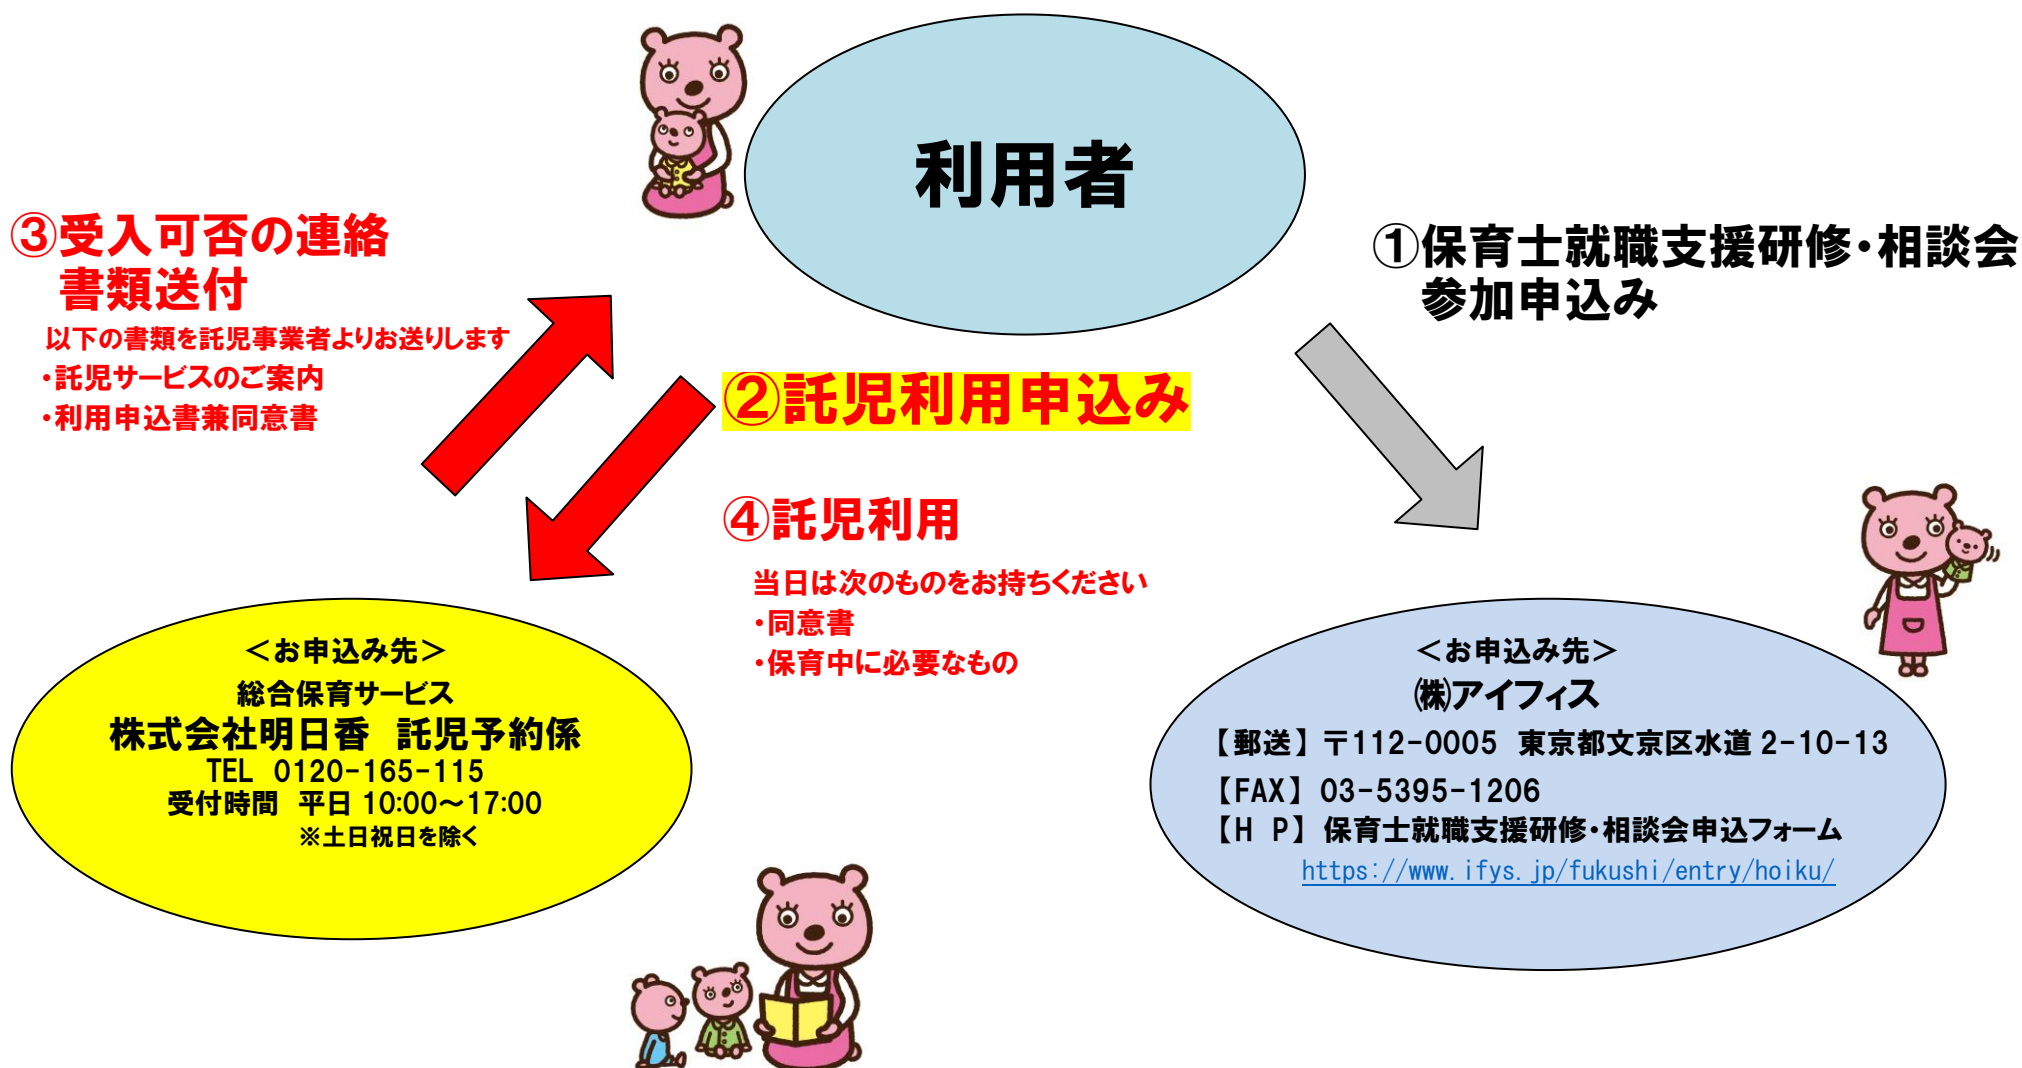 利用者
①保育士就職支援研修・相談会
参加申込み
③受入可否の連絡
書類送付
以下の書類を託児事業者よりお送りします
・託児サービスのご案内
・利用申込書兼同意書
②託児利用申込み
④託児利用
当日は次のものをお持ちください
・同意書
・保育中に必要なもの
＜お申込み先＞
総合保育サービス
株式会社明日香　託児予約係
TEL　0120-165-115
受付時間　平日 10:00～17:00
※土日祝日を除く
＜お申込み先＞
㈱アイフィス
【郵送】〒112-0005　東京都文京区水道 2-10-13
【FAX】 03-5395-1206
【H P】 保育士就職支援研修・相談会申込フォーム
https://www.ifys.jp/fukushi/entry/hoiku/